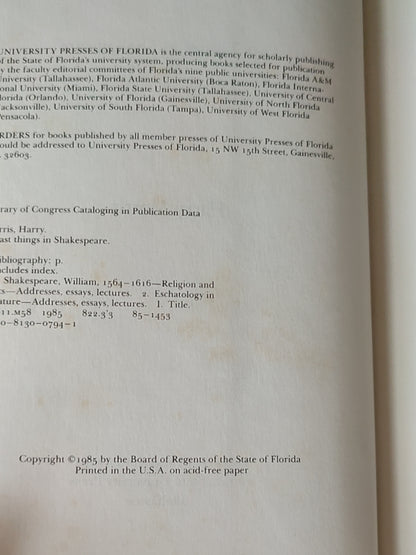 UNIVERSITY PRESSES OF FLORIDA is the central agency for scholarly publishing
of the State of Florida's university system, producing books selected for publication
by the faculty editorial committees of Florida's nine public universities: Florida A&M
University (Tallahassee), Florida Atlantic University (Boca Raton), Florida Interna-
tional University (Miami), Florida State University (Tallahassee), University of Central
Florida (Orlando), University of Florida (Gainesville), University of North Florida
Jacksonville), University of South Florida (Tampa), University of West Florida
Pensacola).
RDERS for books published by all member presses of University Presses of Florida
ould be addressed to University Presses of Florida, 15 NW 15th Street, Gainesville,
32603.
rary of Congress Cataloging in Publication Data
rris, Harry.
ast things in Shakespeare.
ibliography: p.
cludes index.
Shakespeare, William, 1564–1616—Religion and
cs—Addresses, essays, lectures. 2. Eschatology in
ature—Addresses, essays, lectures. I. Title.
11.M58 1985 822.3'3 85-1453
0-8130-0794-1
Copyright ©1985 by the Board of Regents of the State of Florida
Printed in the U.S.A. on acid-free paper